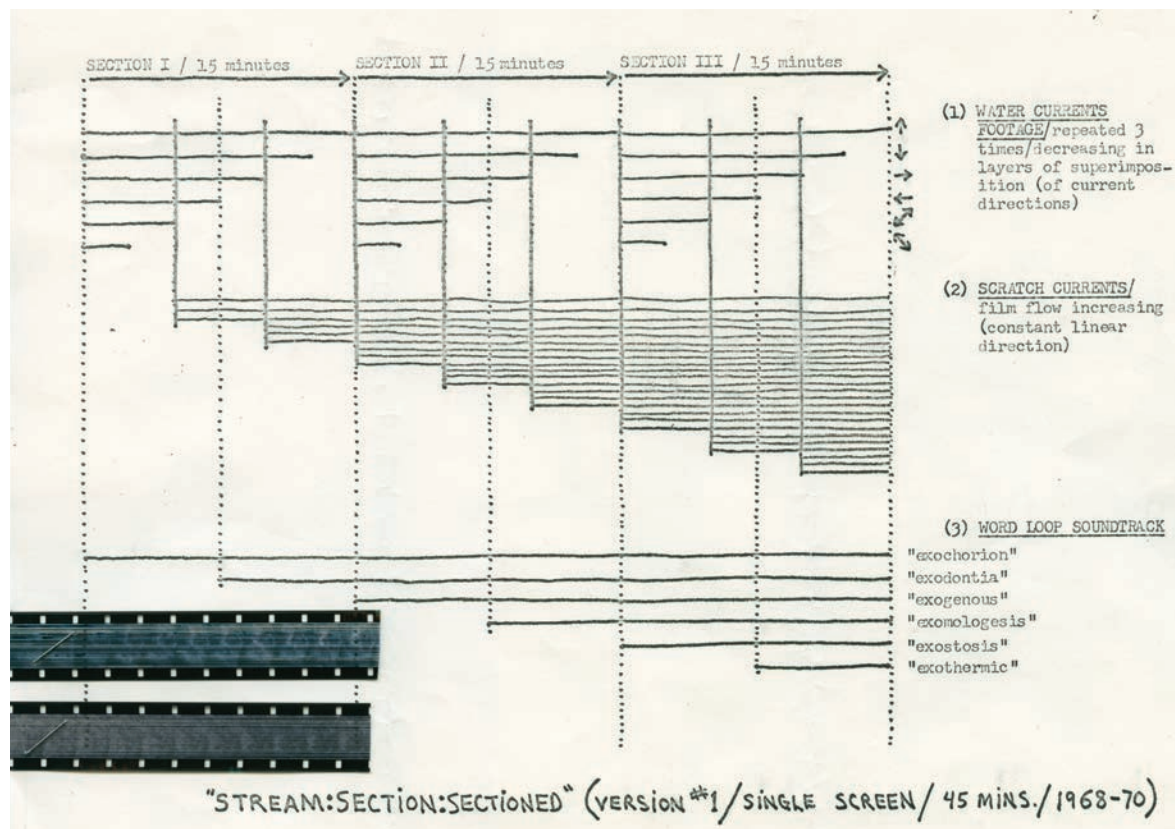 SECTION I / 15 minutes
SECTION II / 15 minutes
SECTION III / 15 minutes
(1) WATER CURRENTS
FOOTAGE/repeated 3
times/decreasing in
layers of superimpos-
ition (of current
directions)
(2) SCRATCH CURRENTS/
film flow increasing
(constant linear
direction)
(3) WORD LOOP SOUNDTRACK
"exochorion"
"exodontia"
"exogenous"
"exomologesis"
"exostosis"
"exothermic"
"STREAM:SECTION:SECTIONED" (VERSION #1/SINGLE SCREEN/ 45 MINS./1968-70)